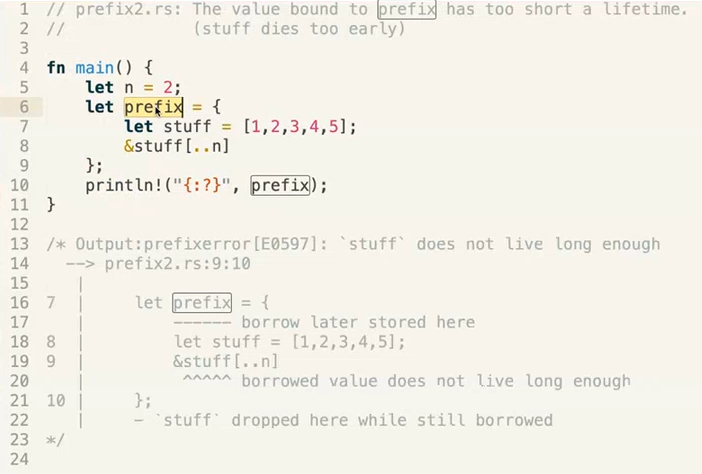 1 // prefix2.rs: The value bound to prefix has too short a lifetime.
2 //             (stuff dies too early)
3
4 fn main() {
5     let n = 2;
6     let prefix = {
7         let stuff = [1,2,3,4,5];
8         &stuff[..n]
9     };
10     println!("{:?}", prefix);
11 }
12
13 /* Output:prefixerror[E0597]: `stuff` does not live long enough
14   --> prefix2.rs:9:10
15    |
16 7  |     let prefix = {
17    |         ------ borrow later stored here
18 8  |         let stuff = [1,2,3,4,5];
19 9  |         &stuff[..n]
20    |          ^^^^^ borrowed value does not live long enough
21 10 |     };
22    |     - `stuff` dropped here while still borrowed
23 */
24